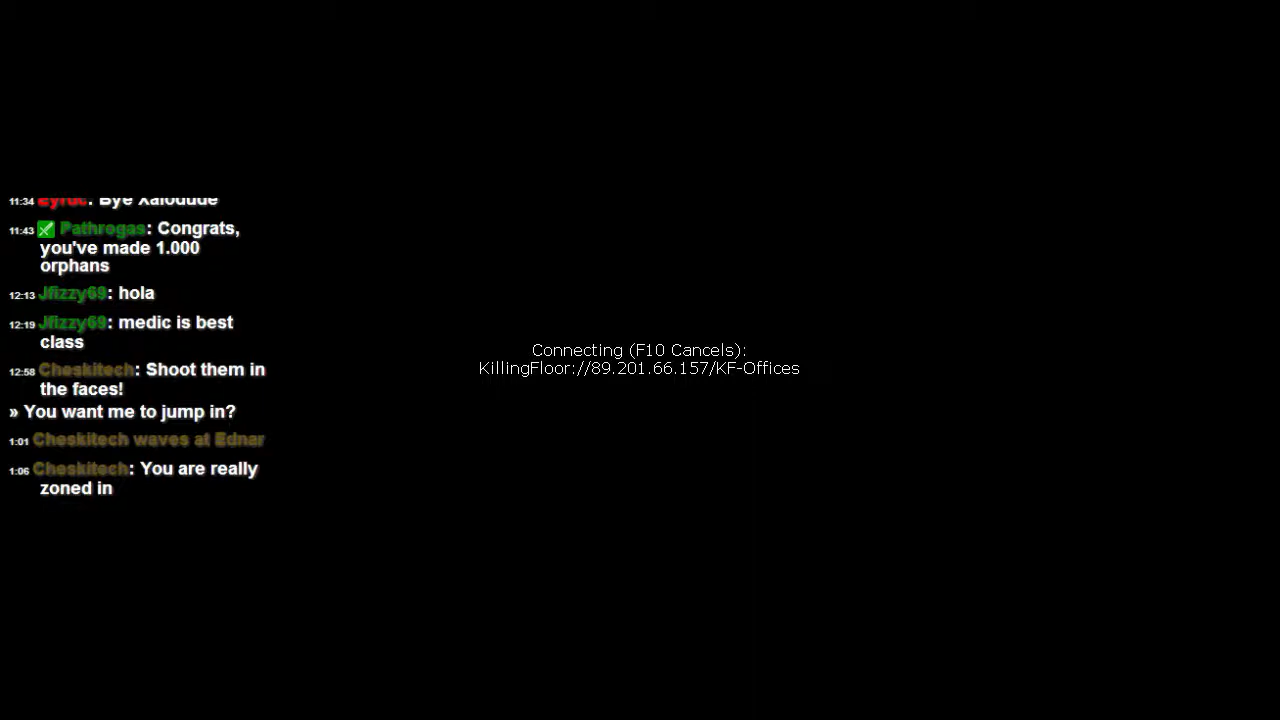 11:34 Eyruc: Bye Xalodude
11:43 Pathrogas: Congrats,
you've made 1.000
orphans
12:13 Jfizzy69: hola
12:19 Jfizzy69: medic is best
class
12:58 Cheskitech: Shoot them in
the faces!
» You want me to jump in?
1:01 Cheskitech waves at Ednar
1:06 Cheskitech: You are really
zoned in
Connecting (F10 Cancels):
KillingFloor://89.201.66.157/KF-Offices